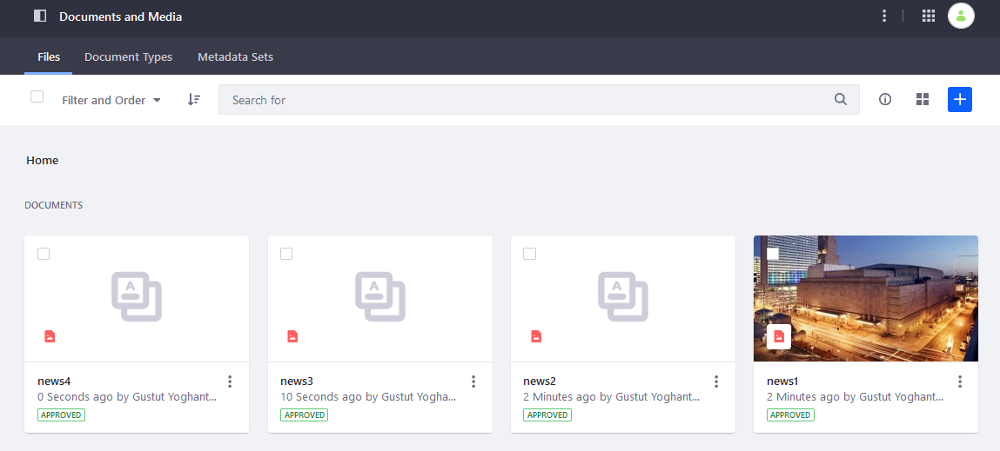 Documents and Media
Files Document Types Metadata Sets
Filter and Order Search for
Home
DOCUMENTS
A A A
news4 news3 news2 news1
0 Seconds ago by Gustut Yoghant... 10 Seconds ago by Gustut Yogha... 2 Minutes ago by Gustut Yoghant... 2 Minutes ago by Gustut Yoghant...
APPROVED APPROVED APPROVED APPROVED